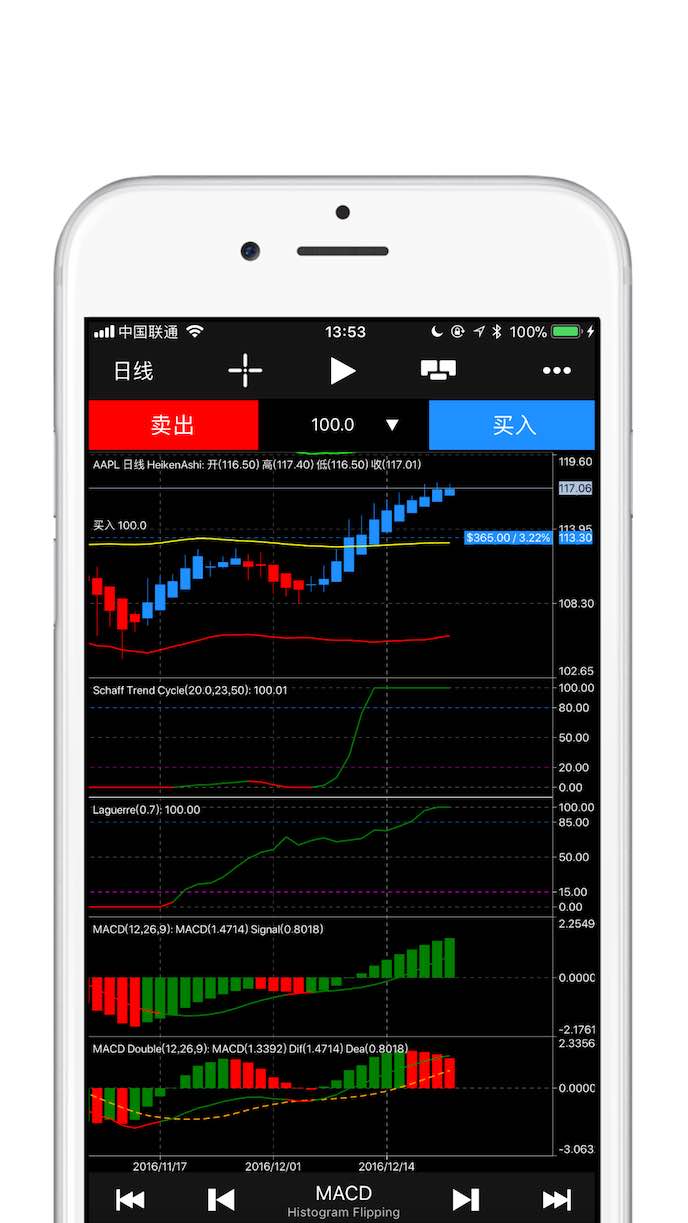 中国联通 13:53 100%
日线
卖出 100.0 ▼ 买入
AAPL 日线 HeikenAshi: 开(116.50) 高(117.40) 低(116.50) 收(117.01)
119.60
117.06
买入 100.0
113.95
$365.00 / 3.22% 113.30
108.30
102.65
Schaff Trend Cycle(20.0,23,50): 100.01
100.00
80.00
50.00
20.00
0.00
Laguerre(0.7): 100.00
100.00
85.00
50.00
15.00
0.00
MACD(12,26,9): MACD(1.4714) Signal(0.8018)
2.2549
0.0000
-2.1761
MACD Double(12,26,9): MACD(1.3392) Dif(1.4714) Dea(0.8018)
2.3356
0.0000
-3.063
2016/11/17 2016/12/01 2016/12/14
MACD
Histogram Flipping